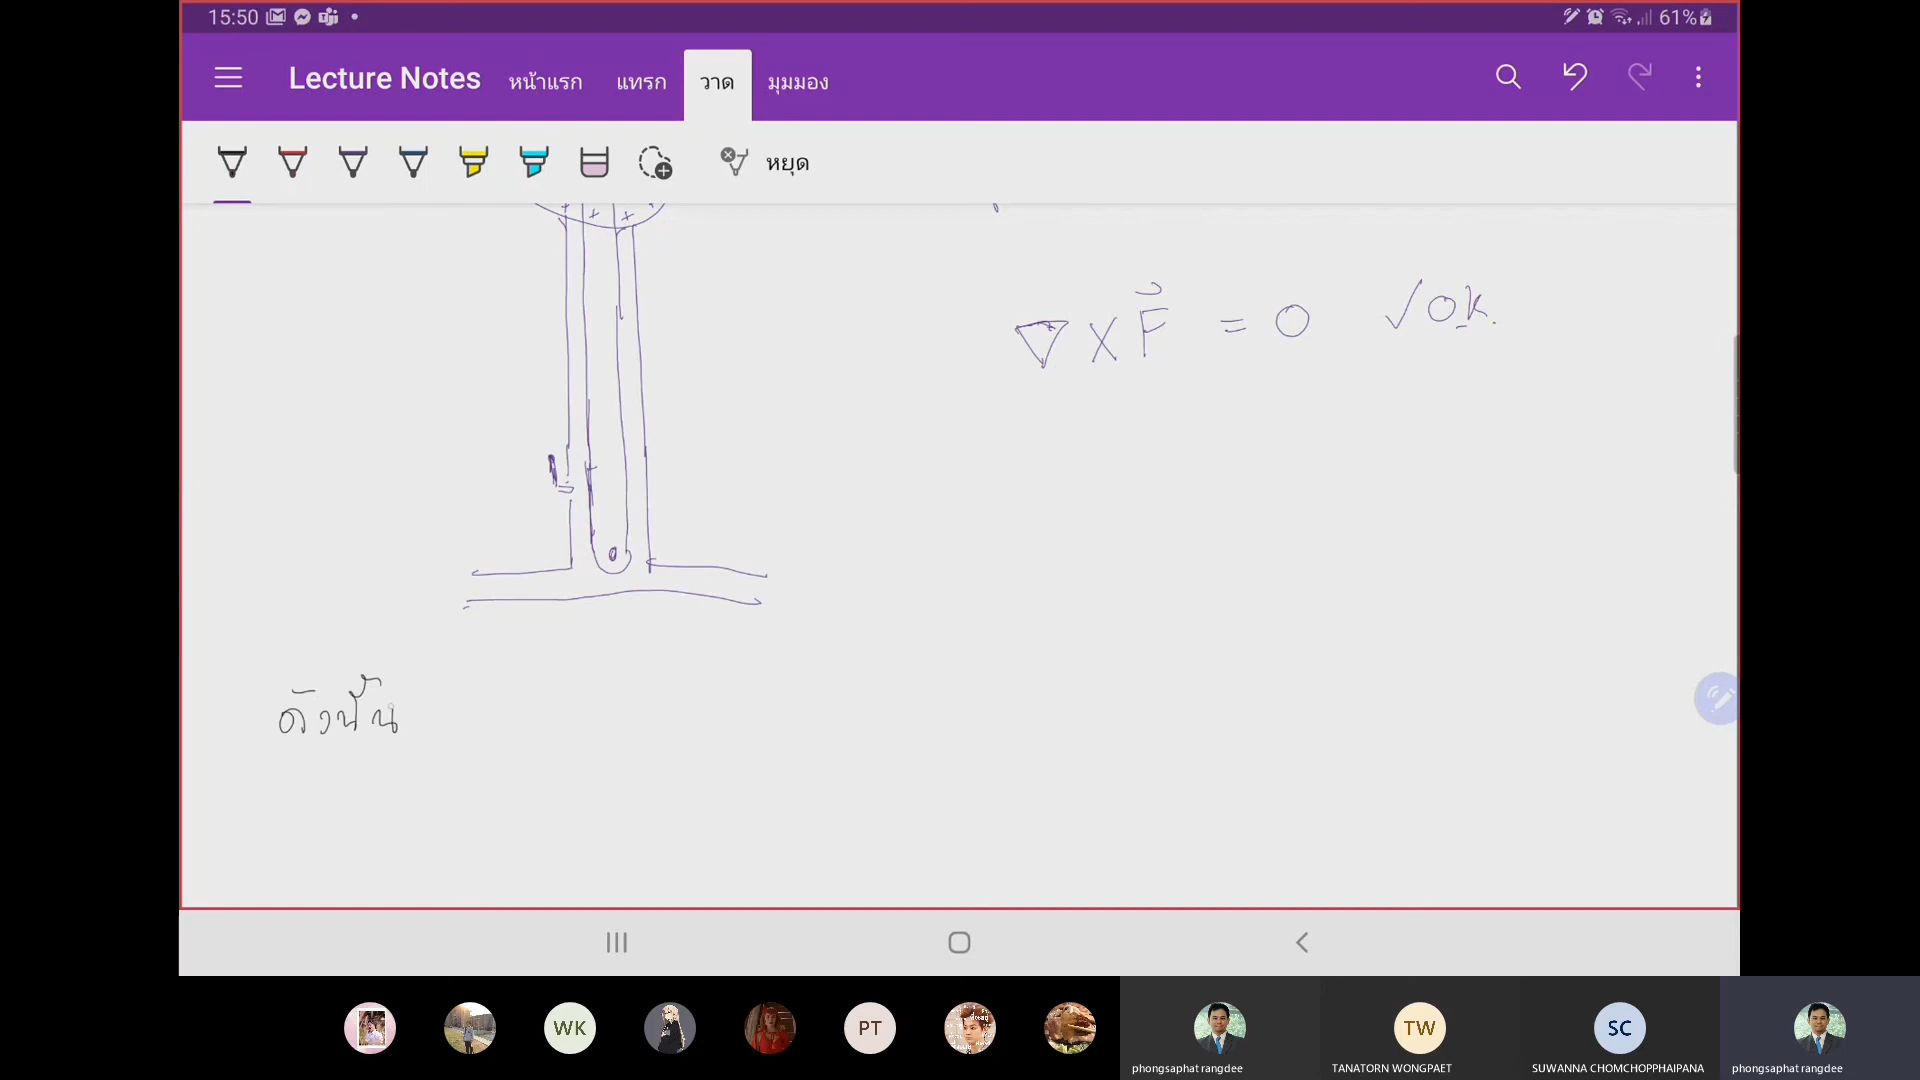 15:50
61%
Lecture Notes หน้าแรก แทรก วาด มุมมอง
หยุด
+ + +
∇ × F⃗ = 0 ✓ ok.
ดังนั้น
WK PT TW SC
phongsaphat rangdee TANATORN WONGPAET SUWANNA CHOMCHOPPHAIPANA phongsaphat rangdee